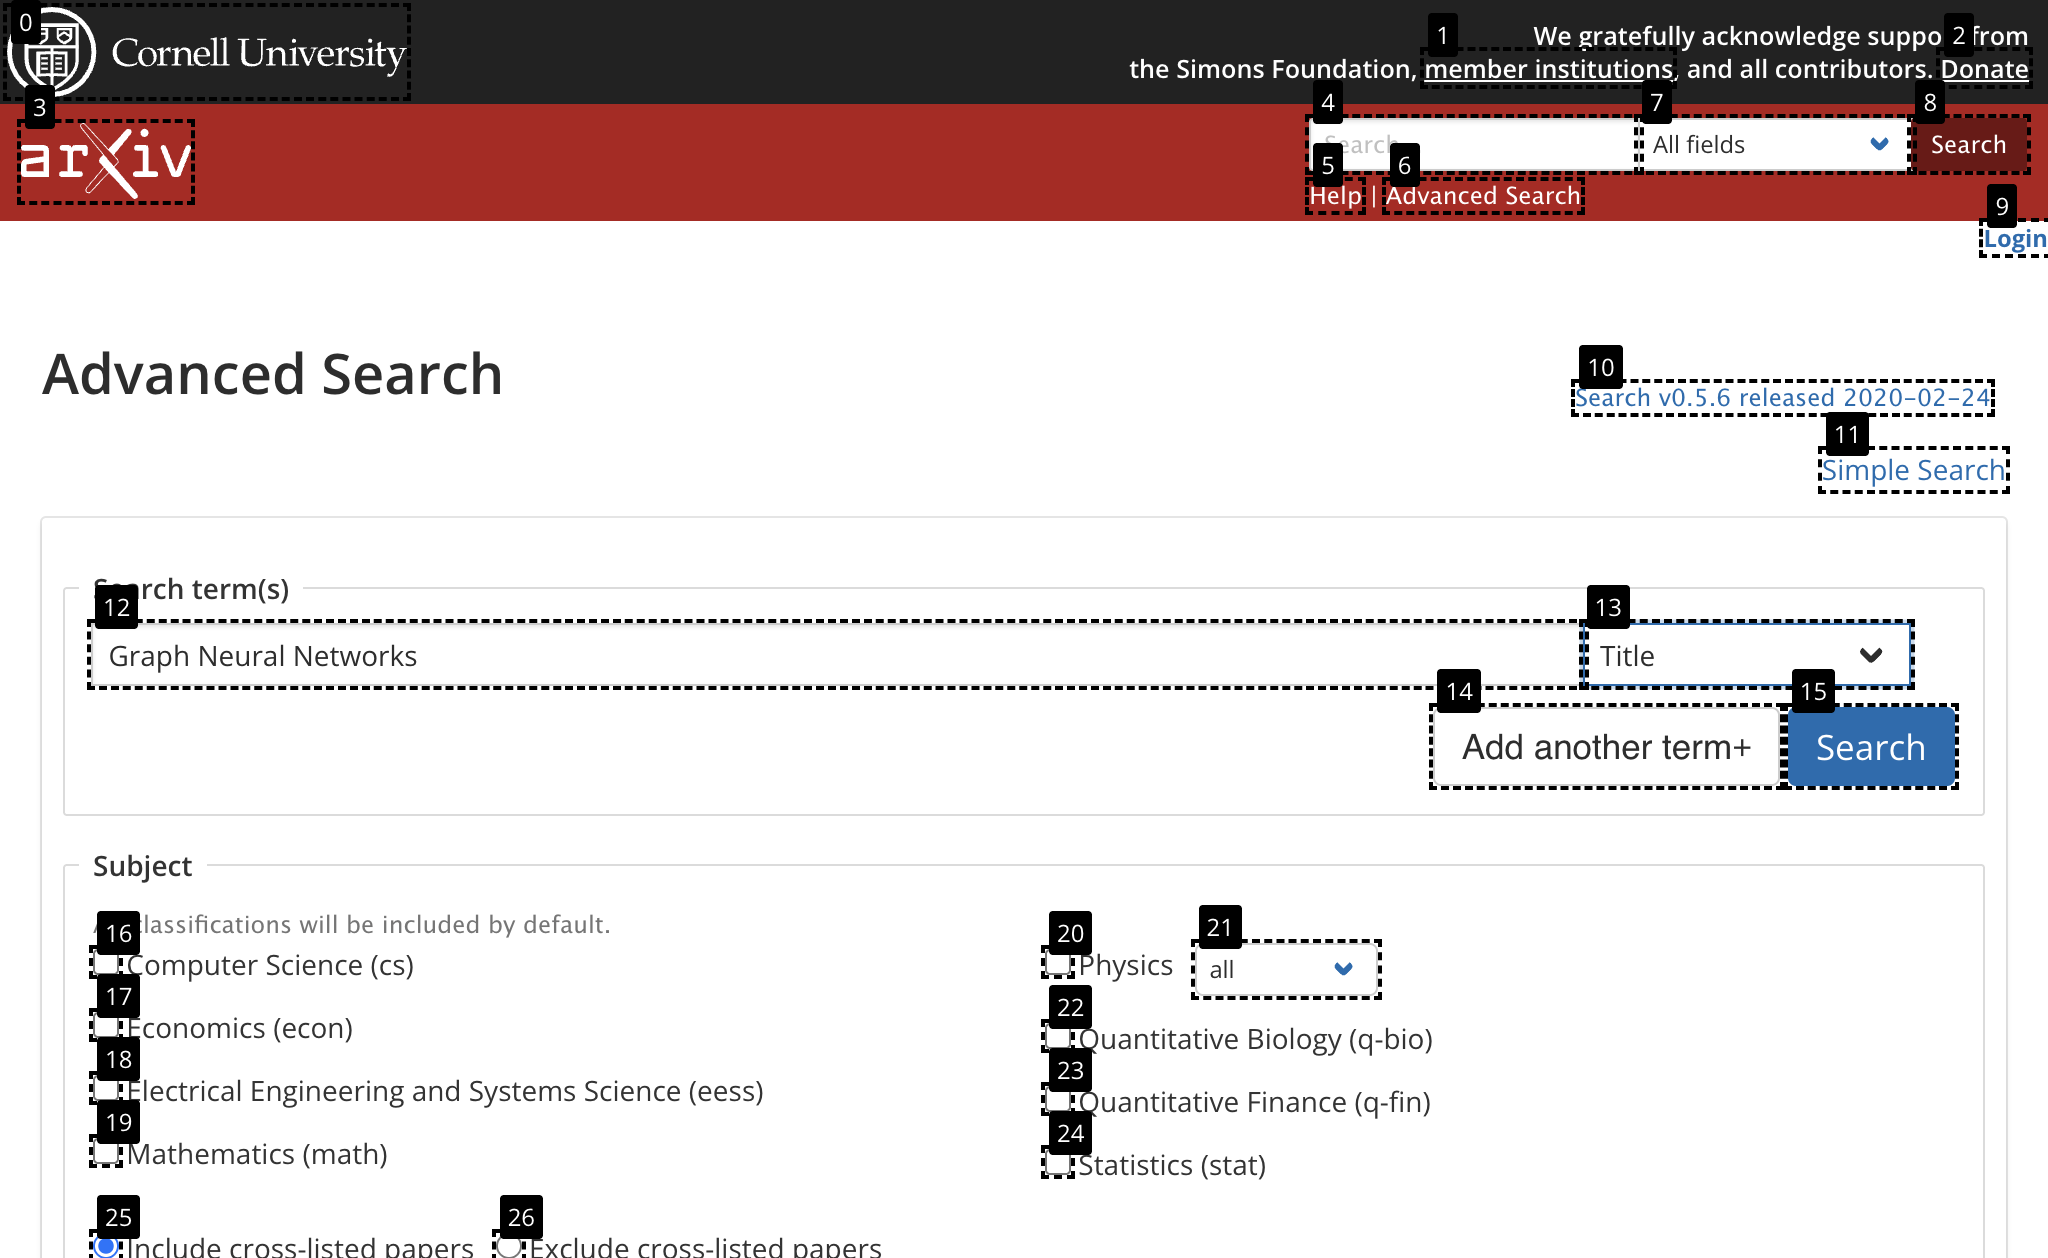 0
Cornell University
1
2
We gratefully acknowledge suppo from
the Simons Foundation, member institutions, and all contributors. Donate
3
arXiv
4
7
8
Search
All fields
Search
5
6
Help | Advanced Search
9
Login
Advanced Search
10
Search v0.5.6 released 2020-02-24
11
Simple Search
Search term(s)
12
13
Graph Neural Networks
Title
14
15
Add another term+
Search
Subject
classifications will be included by default.
16
Computer Science (cs)
17
Economics (econ)
18
Electrical Engineering and Systems Science (eess)
19
Mathematics (math)
20
21
Physics
all
22
Quantitative Biology (q-bio)
23
Quantitative Finance (q-fin)
24
Statistics (stat)
25
26
Include cross-listed papers
Exclude cross-listed papers